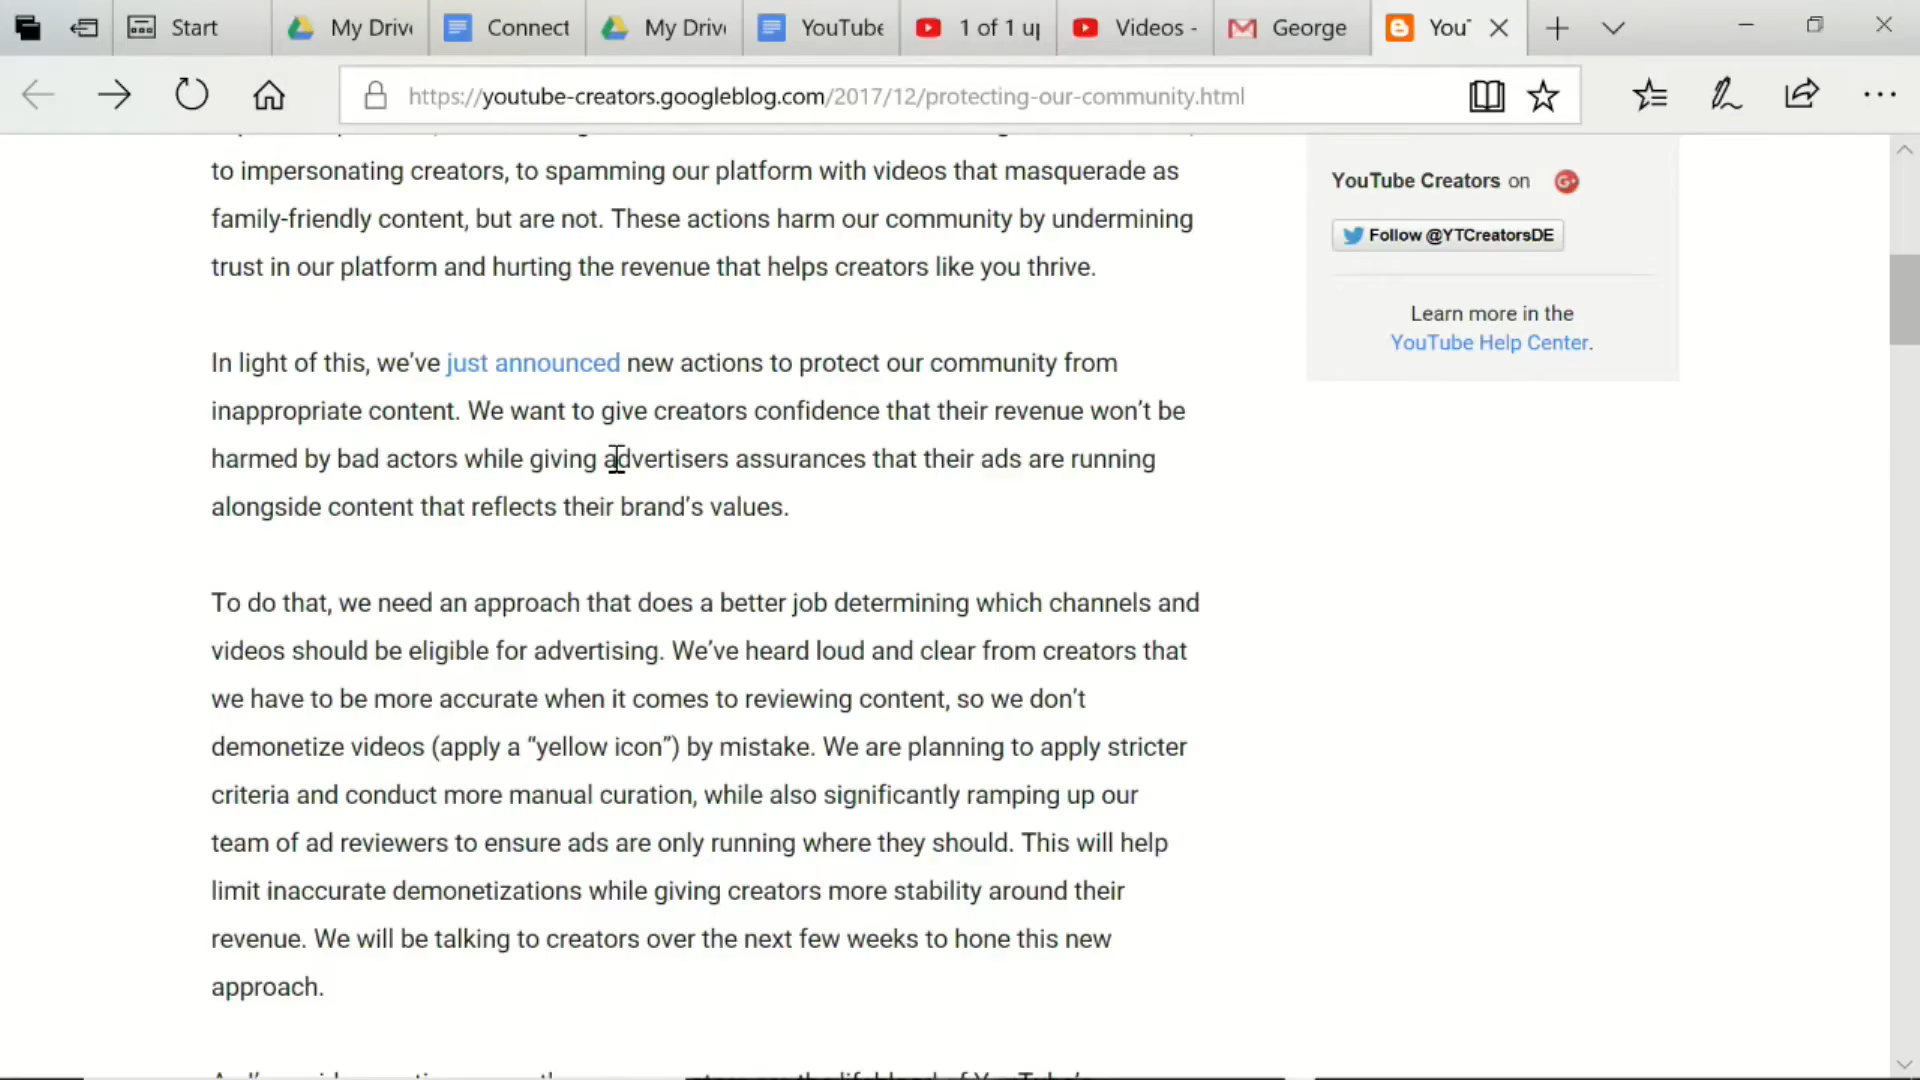 Start
My Drive
Connect
My Drive
YouTube
1 of 1 up
Videos -
George
You
https://youtube-creators.googleblog.com/2017/12/protecting-our-community.html
to impersonating creators, to spamming our platform with videos that masquerade as
family-friendly content, but are not. These actions harm our community by undermining
trust in our platform and hurting the revenue that helps creators like you thrive.
In light of this, we’ve just announced new actions to protect our community from
inappropriate content. We want to give creators confidence that their revenue won’t be
harmed by bad actors while giving advertisers assurances that their ads are running
alongside content that reflects their brand’s values.
To do that, we need an approach that does a better job determining which channels and
videos should be eligible for advertising. We’ve heard loud and clear from creators that
we have to be more accurate when it comes to reviewing content, so we don’t
demonetize videos (apply a “yellow icon”) by mistake. We are planning to apply stricter
criteria and conduct more manual curation, while also significantly ramping up our
team of ad reviewers to ensure ads are only running where they should. This will help
limit inaccurate demonetizations while giving creators more stability around their
revenue. We will be talking to creators over the next few weeks to hone this new
approach.
YouTube Creators on
Follow @YTCreatorsDE
Learn more in the
YouTube Help Center.